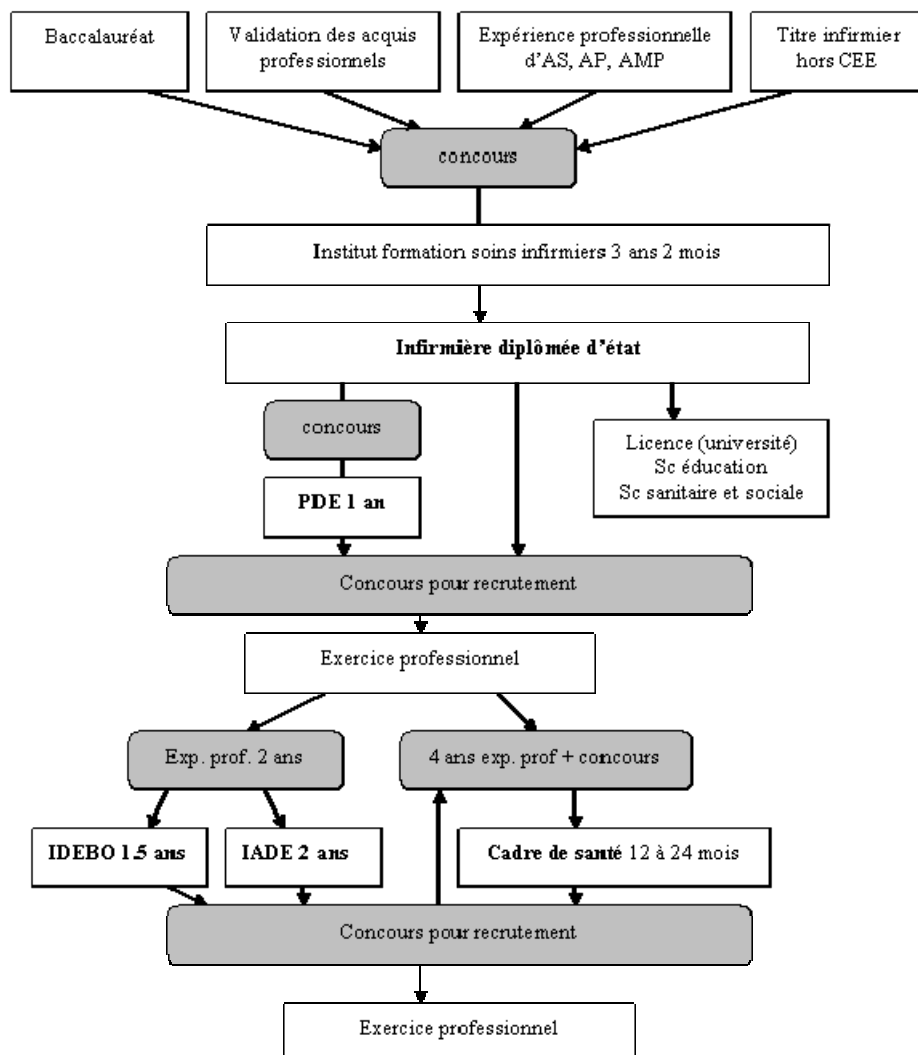 Baccalauréat
Validation des acquis
professionnels
Expérience professionnelle
d'AS, AP, AMP
Titre infirmier
hors CEE
concours
Institut formation soins infirmiers 3 ans 2 mois
Infirmière diplômée d'état
concours
Licence (université)
Sc éducation
Sc sanitaire et sociale
PDE 1 an
Concours pour recrutement
Exercice professionnel
Exp. prof. 2 ans
4 ans exp. prof + concours
IDEBO 1.5 ans
IADE 2 ans
Cadre de santé 12 à 24 mois
Concours pour recrutement
Exercice professionnel